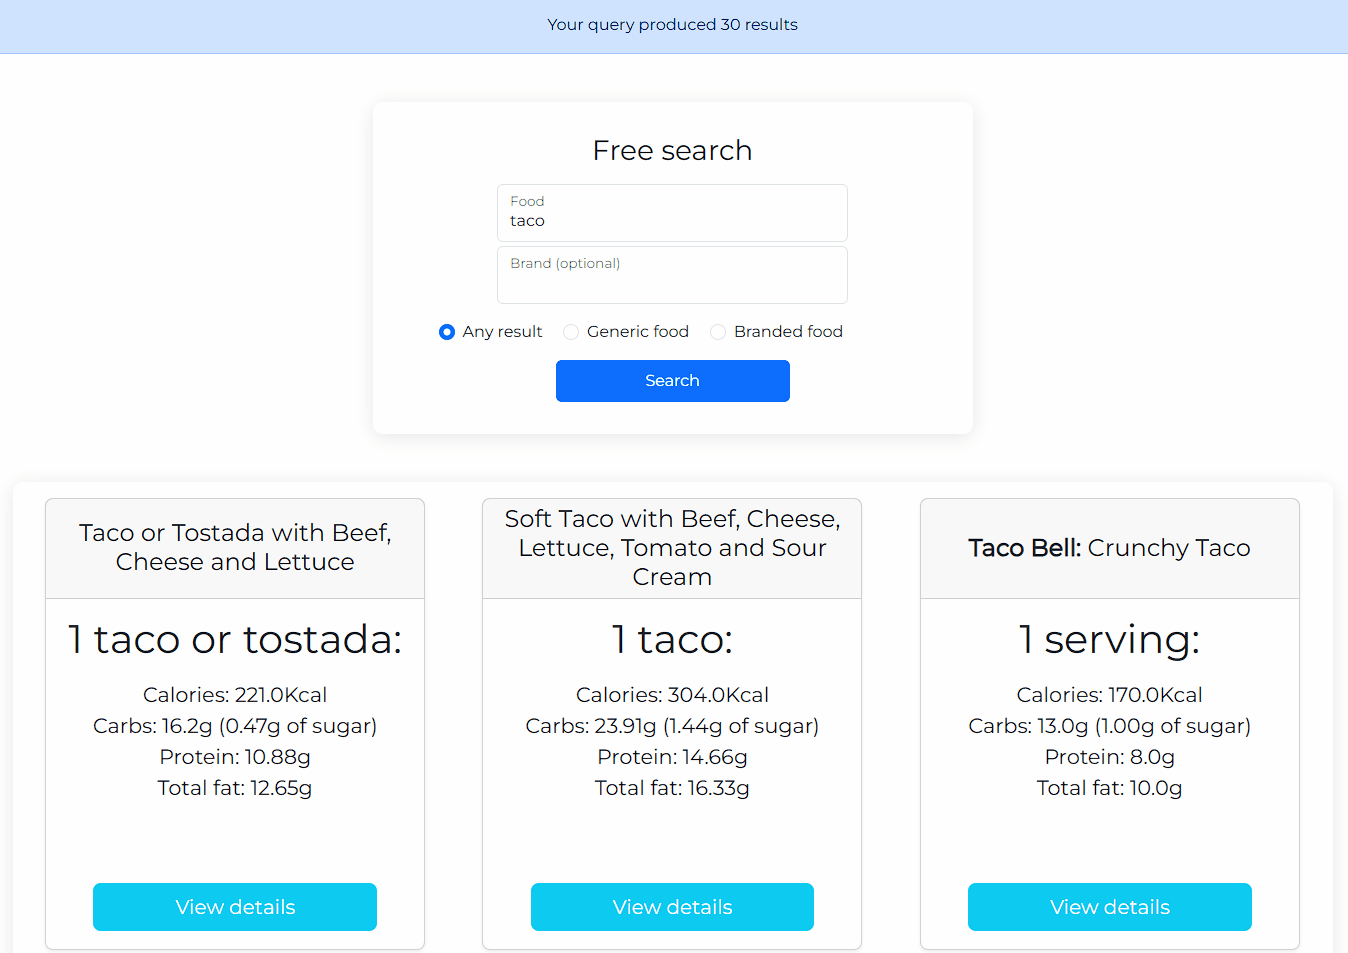 Your query produced 30 results
Free search
Food
taco
Brand (optional)
Any result Generic food Branded food
Search
Taco or Tostada with Beef,
Cheese and Lettuce
1 taco or tostada:
Calories: 221.0Kcal
Carbs: 16.2g (0.47g of sugar)
Protein: 10.88g
Total fat: 12.65g
View details
Soft Taco with Beef, Cheese,
Lettuce, Tomato and Sour
Cream
1 taco:
Calories: 304.0Kcal
Carbs: 23.91g (1.44g of sugar)
Protein: 14.66g
Total fat: 16.33g
View details
Taco Bell: Crunchy Taco
1 serving:
Calories: 170.0Kcal
Carbs: 13.0g (1.00g of sugar)
Protein: 8.0g
Total fat: 10.0g
View details